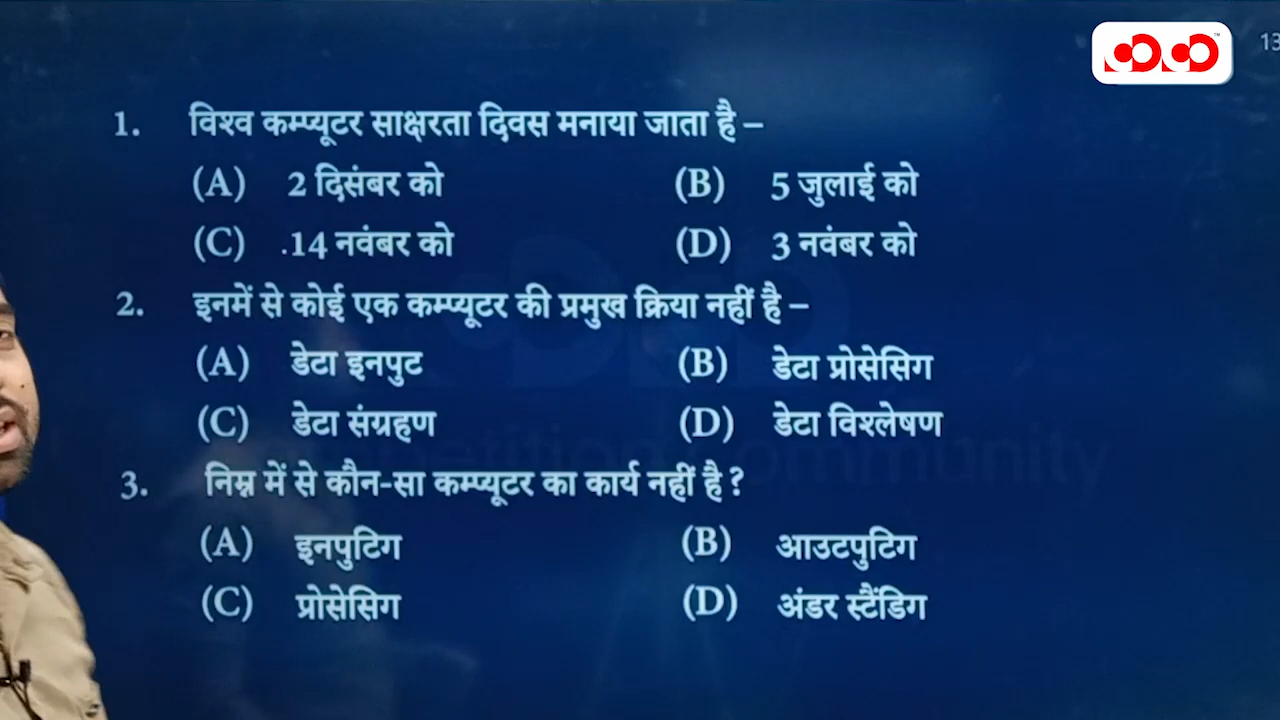 13
1. विश्व कम्प्यूटर साक्षरता दिवस मनाया जाता है –
(A) 2 दिसंबर को (B) 5 जुलाई को
(C) .14 नवंबर को (D) 3 नवंबर को
2. इनमें से कोई एक कम्प्यूटर की प्रमुख क्रिया नहीं है –
(A) डेटा इनपुट (B) डेटा प्रोसेसिग
(C) डेटा संग्रहण (D) डेटा विश्लेषण
3. निम्न में से कौन-सा कम्प्यूटर का कार्य नहीं है ?
(A) इनपुटिग (B) आउटपुटिग
(C) प्रोसेसिग (D) अंडर स्टैंडिग